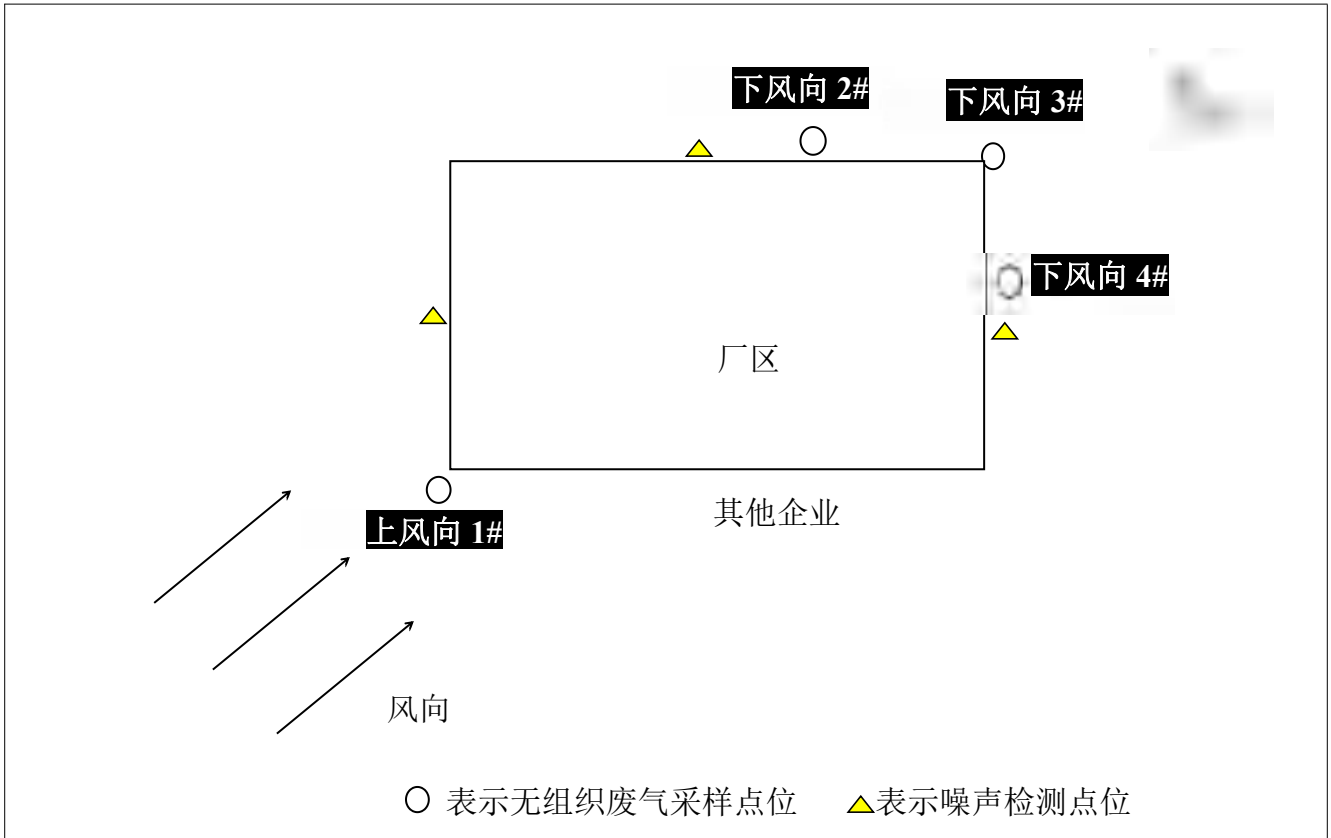 下风向 2#
下风向 3#
下风向 4#
厂区
其他企业
上风向 1#
风向
表示无组织废气采样点位
表示噪声检测点位